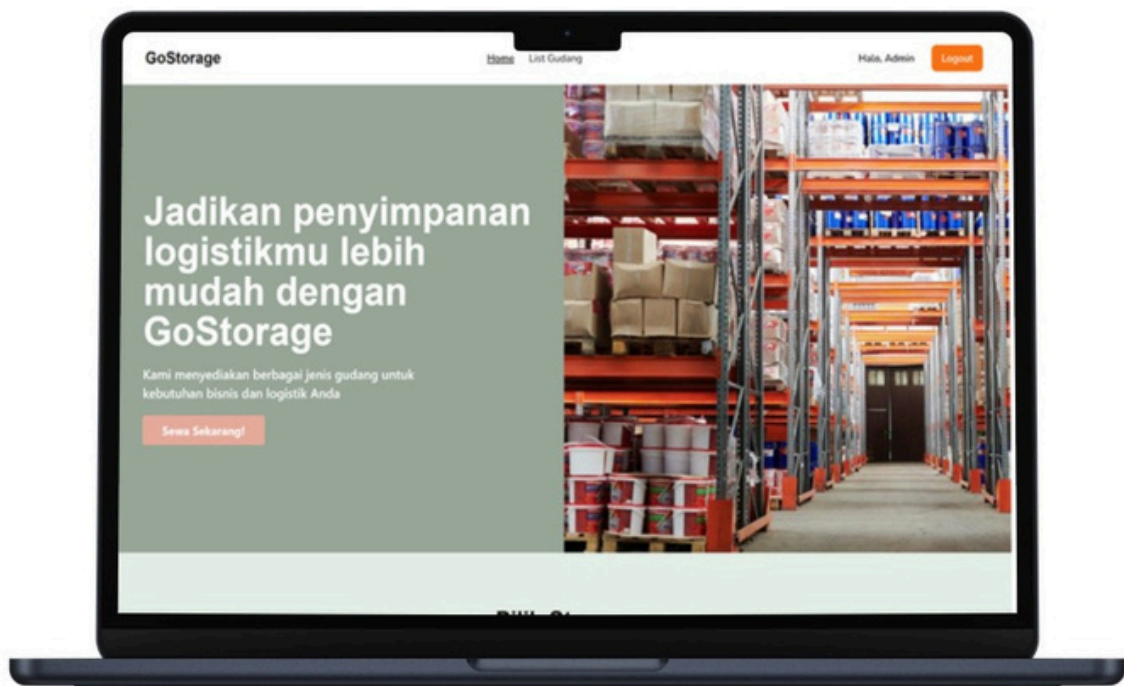 GoStorage
Home List Gudang
Halo, Admin
Logout
Jadikan penyimpanan
logistikmu lebih
mudah dengan
GoStorage
Kami menyediakan berbagai jenis gudang untuk
kebutuhan bisnis dan logistik Anda
Sewa Sekarang!